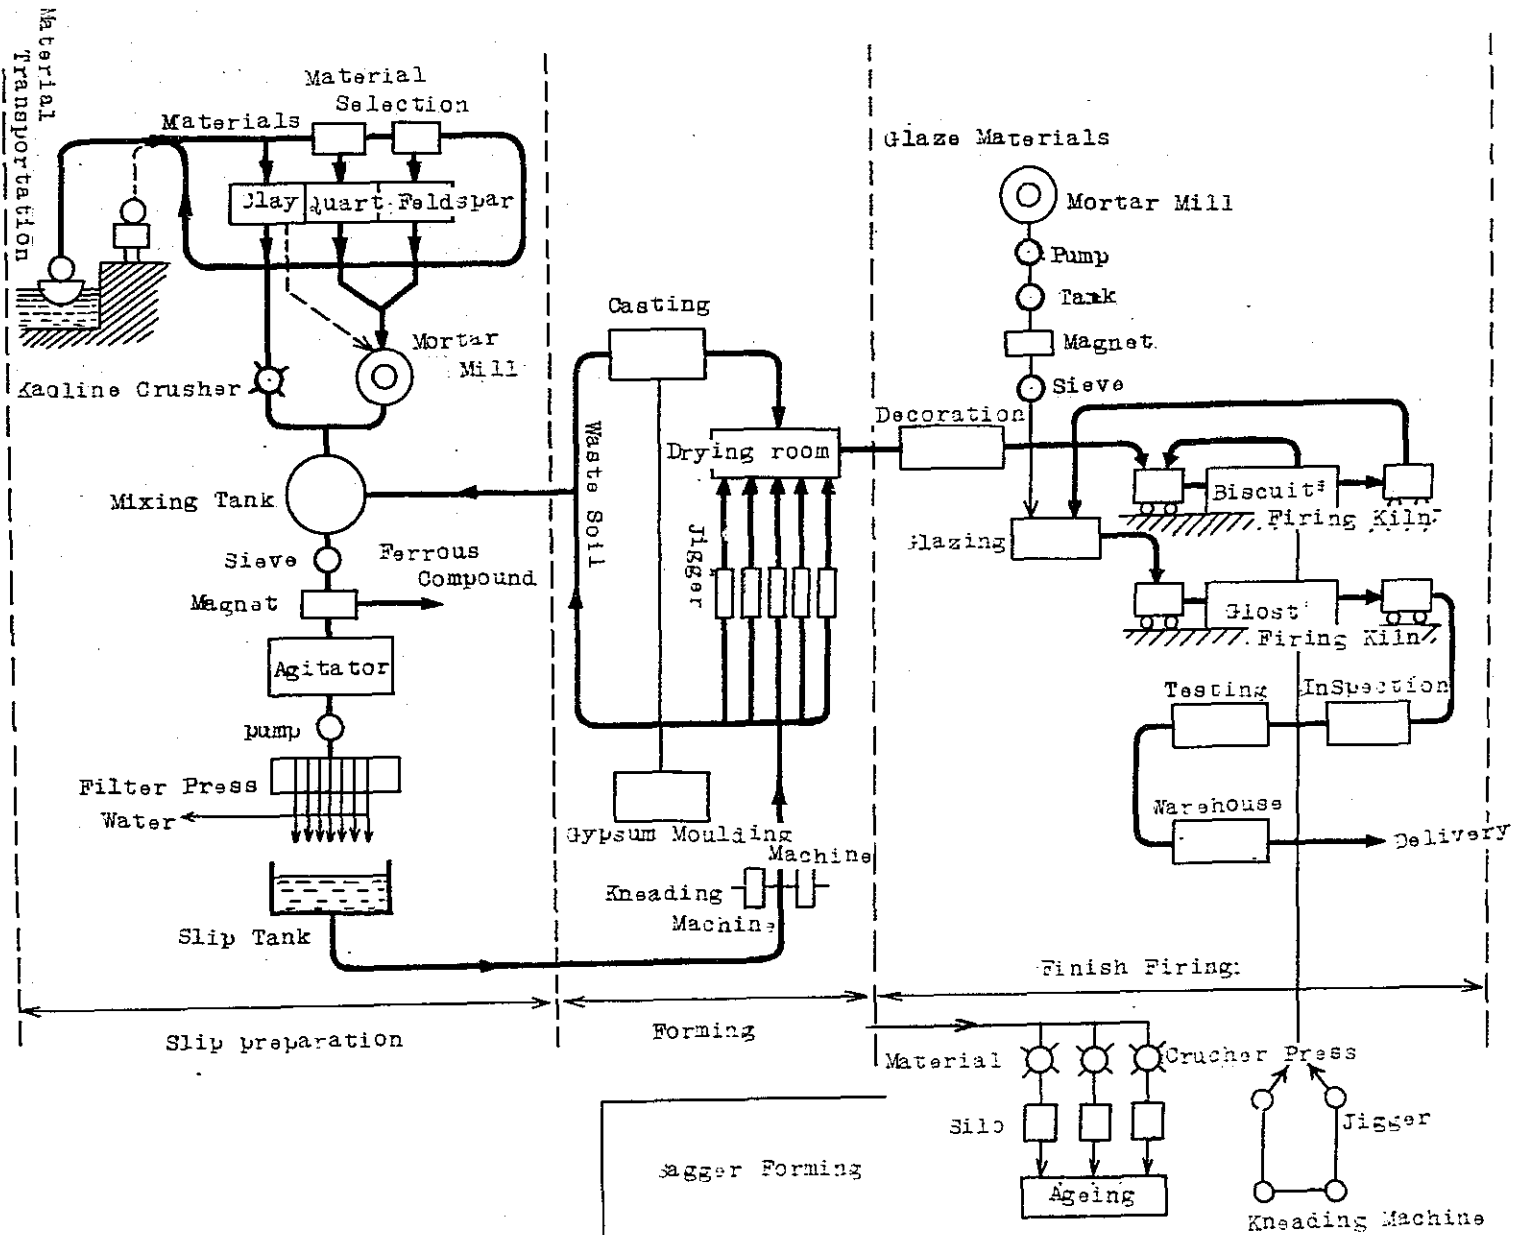 Material
Transportation
Material
Selection
Materials
Clay
Quart
Feldspar
Kaoline Crusher
Mortar
Mill
Mixing Tank
Sieve
Ferrous
Compound
Magnet
Agitator
pump
Filter Press
Water
Slip Tank
Slip preparation
Casting
Waste Soil
Drying room
Jigger
Gypsum Moulding
Machine
Kneading
Machine
Forming
Glaze Materials
Mortar Mill
Pump
Tank
Magnet
Sieve
Decoration
Biscuit
Firing Kiln
Glazing
Glost
Firing Kiln
Testing
InSpection
Warehouse
Delivery
Finish Firing
Material
Crucher Press
Silo
Jigger
Sagger Forming
Ageing
Kneading Machine